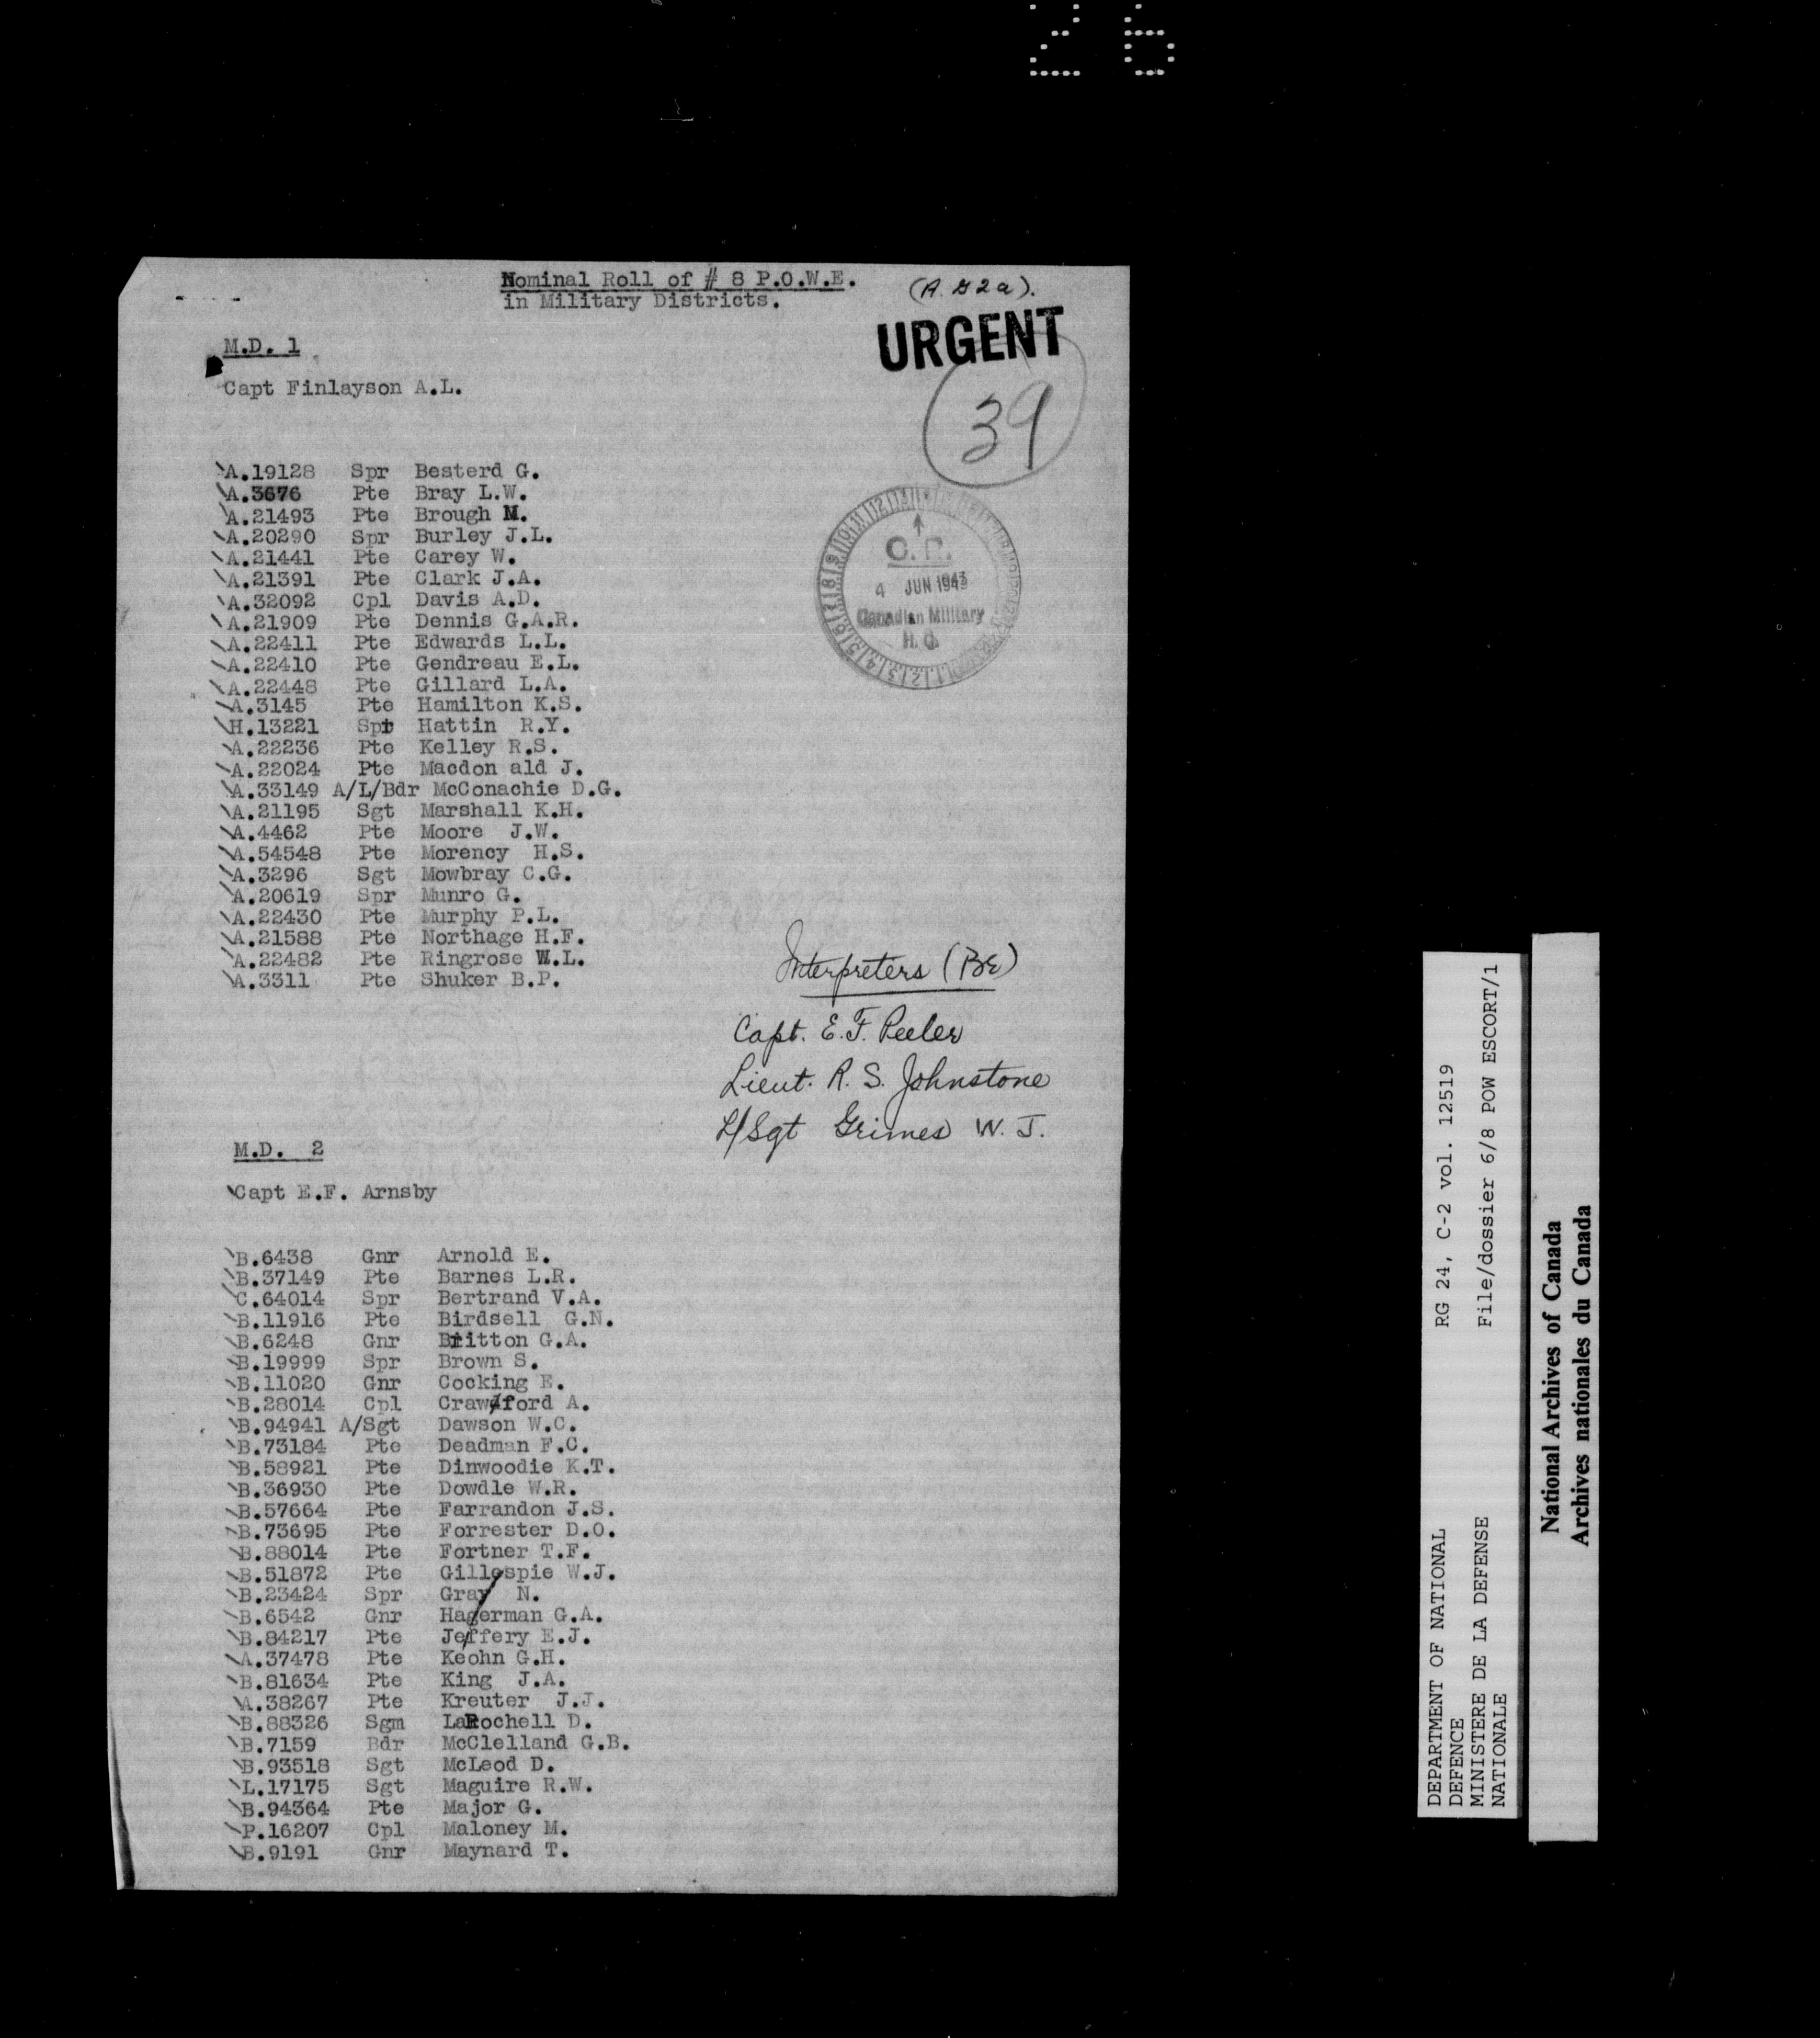 26
Nominal Roll of # 8 P.O.W.E.
in Military Districts.
(A.G2a).
URGENT
39
M.D. 1
Capt Finlayson A.L.
A.19128 Spr Besterd G.
A.3676 Pte Bray L.W.
A.21493 Pte Brough M.
A.20290 Spr Burley J.L.
A.21441 Pte Carey W.
A.21391 Pte Clark J.A.
A.32092 Cpl Davis A.D.
A.21909 Pte Dennis G.A.R.
A.22411 Pte Edwards L.L.
A.22410 Pte Gendreau E.L.
A.22448 Pte Gillard L.A.
A.3145 Pte Hamilton K.S.
H.13221 Spr Hattin R.Y.
A.22236 Pte Kelley R.S.
A.22024 Pte Macdon ald J.
A.33149 A/L/Bdr McConachie D.G.
A.21195 Sgt Marshall K.H.
A.4462 Pte Moore J.W.
A.54548 Pte Morency H.S.
A.3296 Sgt Mowbray C.G.
A.20619 Spr Munro G.
A.22430 Pte Murphy P.L.
A.21588 Pte Northage H.F.
A.22482 Pte Ringrose W.L.
A.3311 Pte Shuker B.P.
4 JUN 1943
Canadian Military
H.Q.
Interpreters (BE)
Capt. E.F. Peeler
Lieut. R. S. Johnstone
L/Sgt Grimes W. J.
M.D. 2
Capt E.F. Arnsby
B.6438 Gnr Arnold E.
B.37149 Pte Barnes L.R.
C.64014 Spr Bertrand V.A.
B.11916 Pte Birdsell G.N.
B.6248 Gnr Britton G.A.
B.19999 Spr Brown S.
B.11020 Gnr Cocking E.
B.28014 Cpl Crawford A.
B.94941 A/Sgt Dawson W.C.
B.73184 Pte Deadman F.C.
B.58921 Pte Dinwoodie K.T.
B.36930 Pte Dowdle W.R.
B.57664 Pte Farrandon J.S.
B.73695 Pte Forrester D.O.
B.88014 Pte Fortner T.F.
B.51872 Pte Gillespie W.J.
B.23424 Spr Gray N.
B.6542 Gnr Hagerman G.A.
B.84217 Pte Jeffery E.J.
A.37478 Pte Keohn G.H.
B.81634 Pte King J.A.
A.38267 Pte Kreuter J.J.
B.88326 Sgm LaRochell D.
B.7159 Bdr McClelland G.B.
B.93518 Sgt McLeod D.
L.17175 Sgt Maguire R.W.
B.94364 Pte Major G.
P.16207 Cpl Maloney M.
B.9191 Gnr Maynard T.
DEPARTMENT OF NATIONAL RG 24, C-2 vol. 12519
DEFENCE
MINISTERE DE LA DEFENSE File/dossier 6/8 POW ESCORT/1
NATIONALE
National Archives of Canada
Archives nationales du Canada